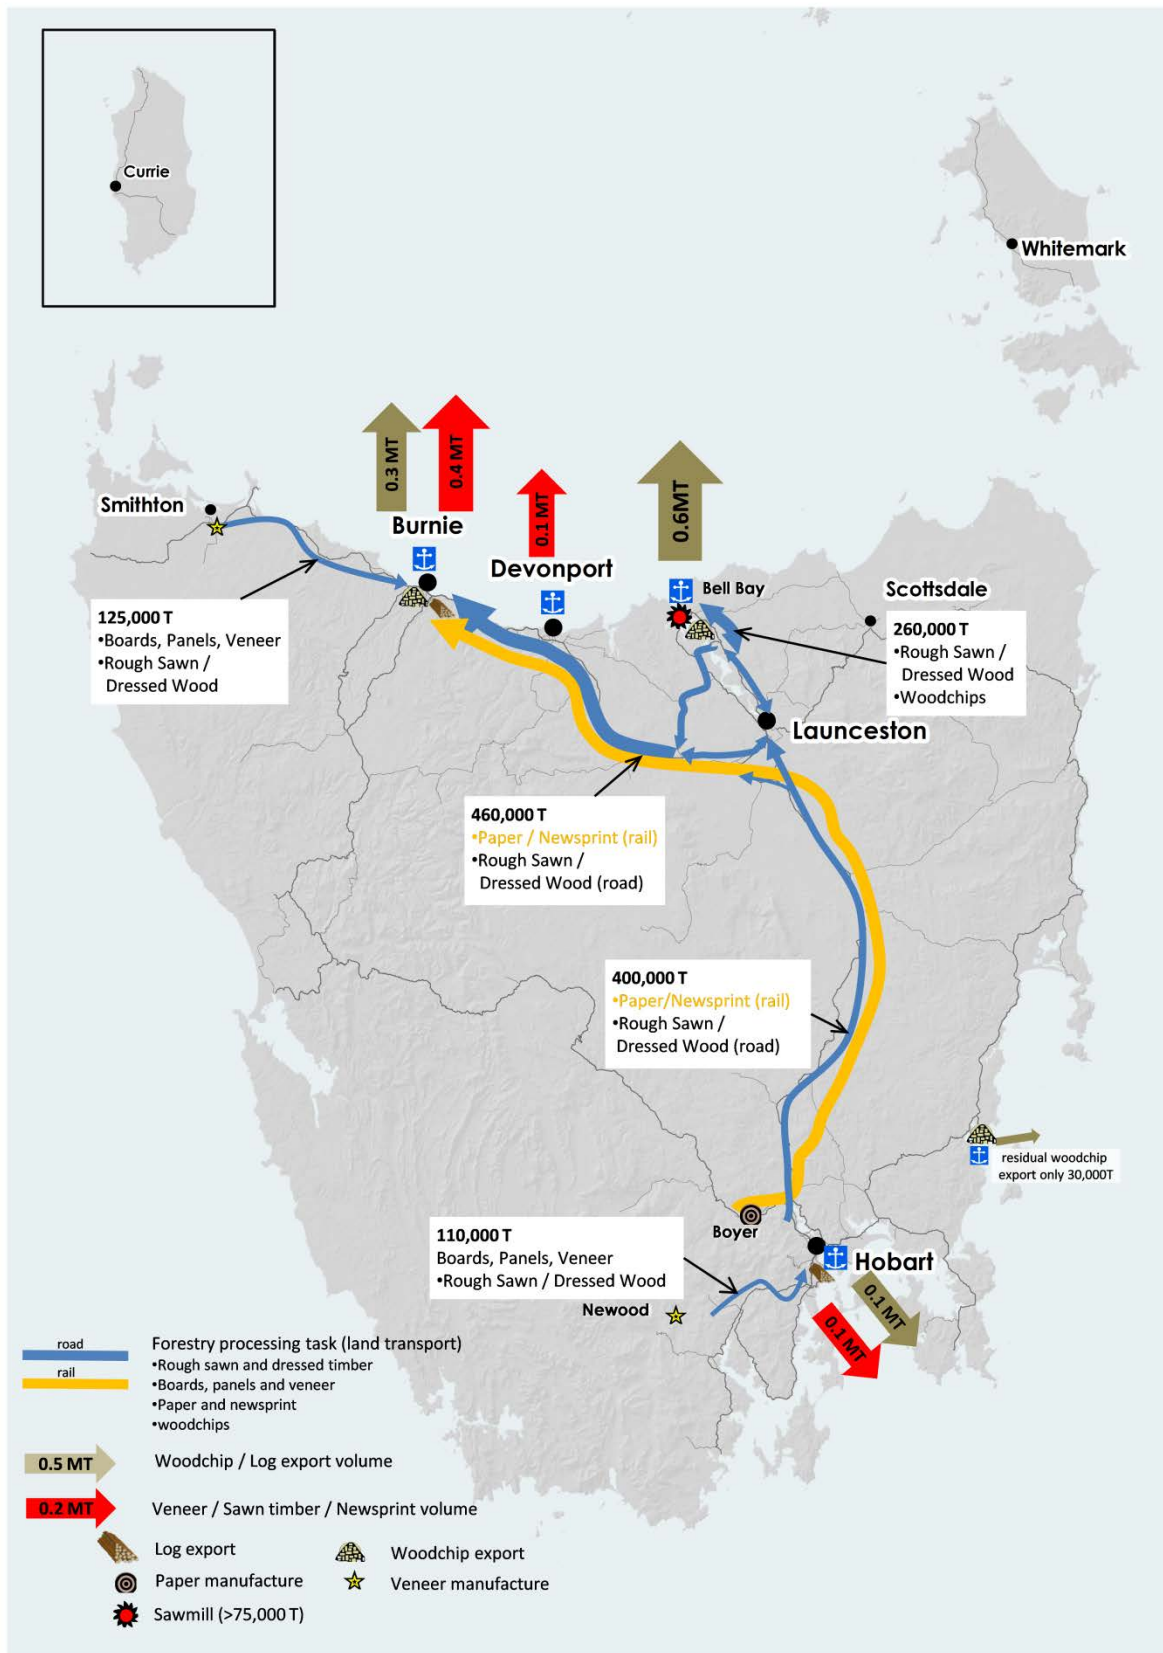 Currie
Whitemark
0.3 MT
0.4 MT
0.1 MT
0.6MT
Smithton
Burnie
Devonport
Bell Bay
Scottsdale
125,000 T
•Boards, Panels, Veneer
•Rough Sawn /
Dressed Wood
260,000 T
•Rough Sawn /
Dressed Wood
•Woodchips
Launceston
460,000 T
•Paper / Newsprint (rail)
•Rough Sawn /
Dressed Wood (road)
400,000 T
•Paper/Newsprint (rail)
•Rough Sawn /
Dressed Wood (road)
residual woodchip
export only 30,000T
110,000 T
Boards, Panels, Veneer
•Rough Sawn / Dressed Wood
Boyer
Hobart
Newood
0.1 MT
0.1 MT
road
rail
Forestry processing task (land transport)
•Rough sawn and dressed timber
•Boards, panels and veneer
•Paper and newsprint
•woodchips
0.5 MT
Woodchip / Log export volume
0.2 MT
Veneer / Sawn timber / Newsprint volume
Log export
Woodchip export
Paper manufacture
Veneer manufacture
Sawmill (>75,000 T)